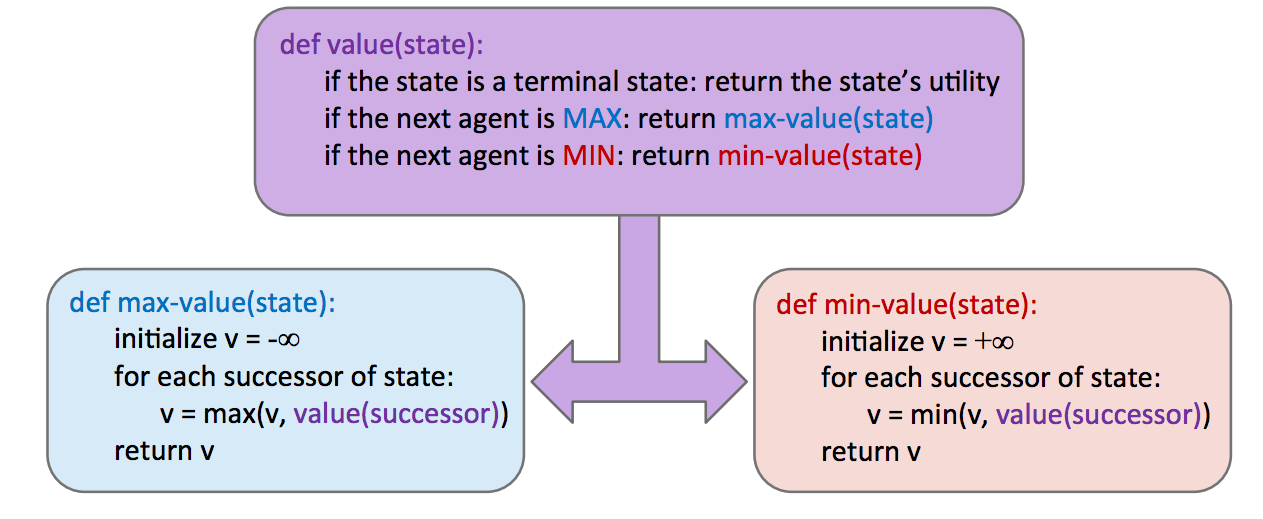 def value(state):
if the state is a terminal state: return the state’s utility
if the next agent is MAX: return max-value(state)
if the next agent is MIN: return min-value(state)
def max-value(state):
initialize v = -∞
for each successor of state:
v = max(v, value(successor))
return v
def min-value(state):
initialize v = +∞
for each successor of state:
v = min(v, value(successor))
return v